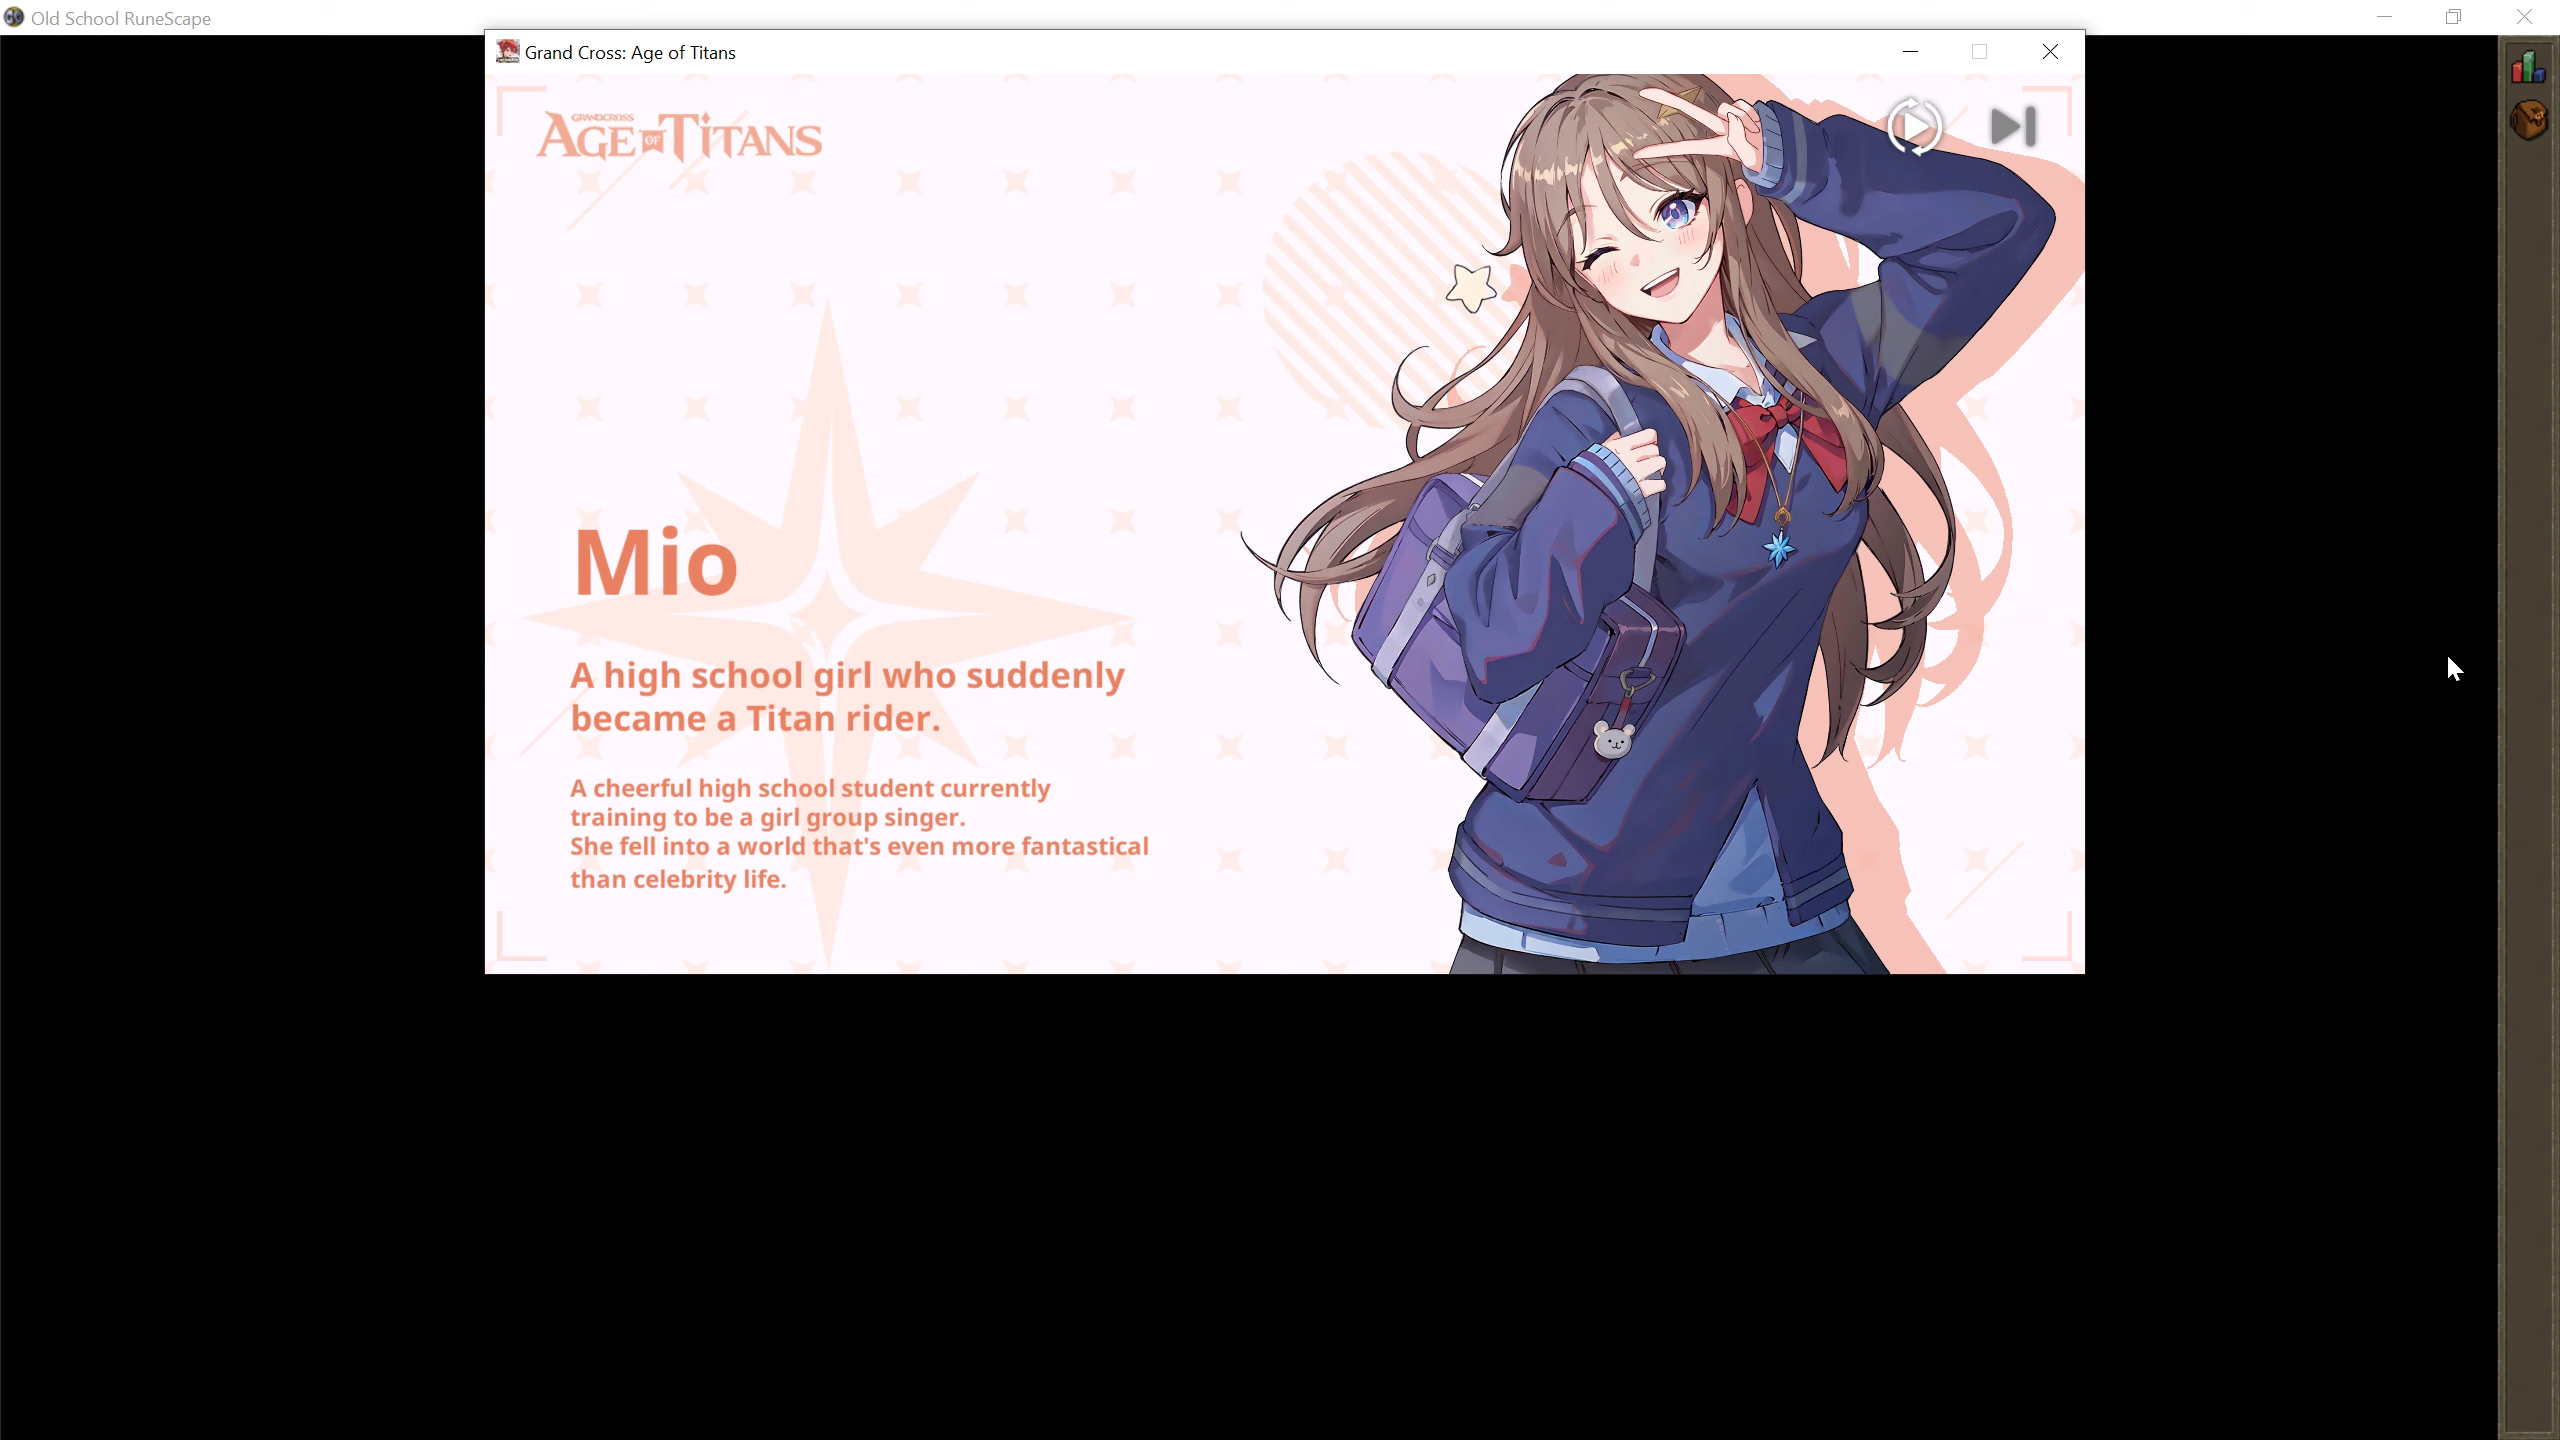 Old School RuneScape
Grand Cross: Age of Titans
GRANDCROSS
AGE OF TITANS
Mio
A high school girl who suddenly
became a Titan rider.
A cheerful high school student currently
training to be a girl group singer.
She fell into a world that's even more fantastical
than celebrity life.